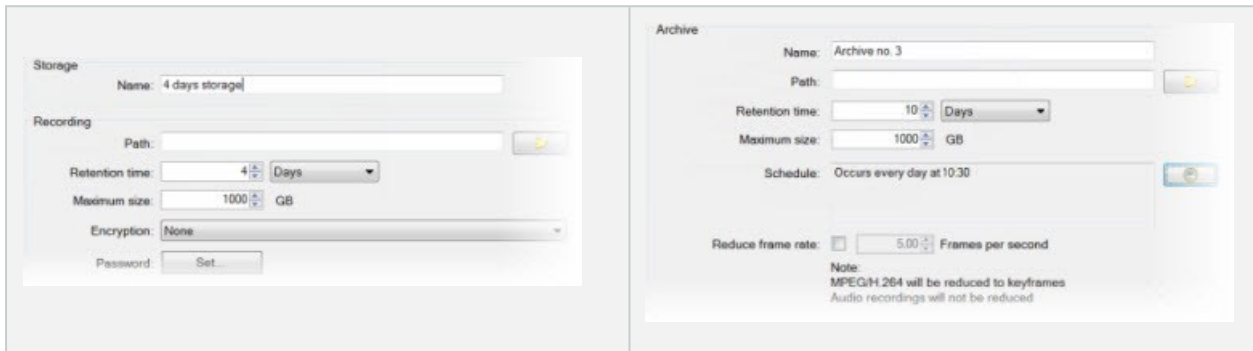 Storage
Name: 4 days storage
Recording
Path:
Retention time: 4 Days
Maximum size: 1000 GB
Encryption: None
Password: Set...
Archive
Name: Archive no. 3
Path:
Retention time: 10 Days
Maximum size: 1000 GB
Schedule: Occurs every day at 10:30
Reduce frame rate: 5.00 Frames per second
Note:
MPEG/H.264 will be reduced to keyframes
Audio recordings will not be reduced